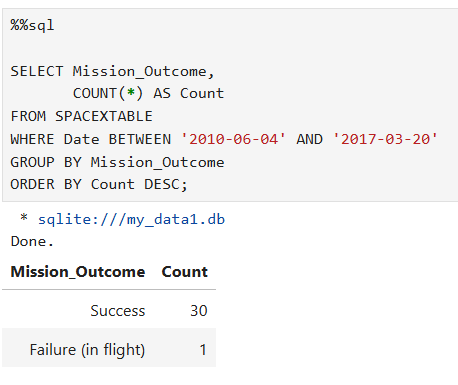 %%sql
SELECT Mission_Outcome,
COUNT(*) AS Count
FROM SPACEXTABLE
WHERE Date BETWEEN '2010-06-04' AND '2017-03-20'
GROUP BY Mission_Outcome
ORDER BY Count DESC;
* sqlite:///my_data1.db
Done.
Mission_Outcome Count
Success 30
Failure (in flight) 1